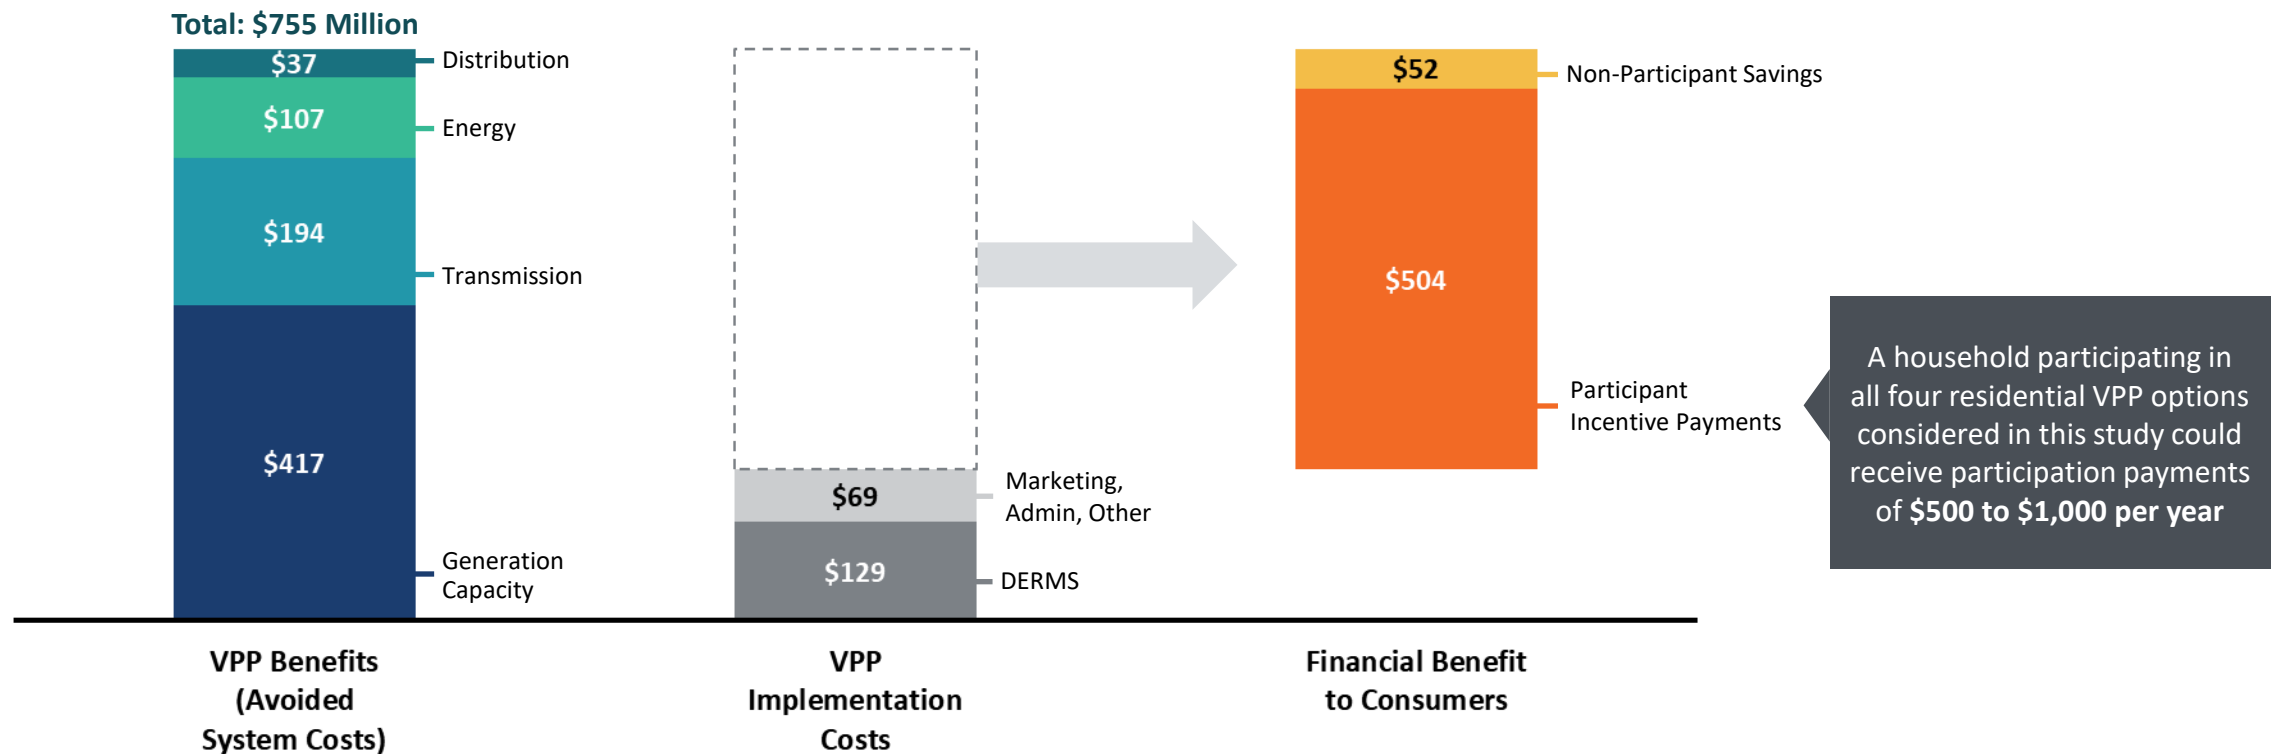 Total: $755 Million
$37
Distribution
$107
Energy
$194
Transmission
$417
Generation
Capacity
VPP Benefits
(Avoided
System Costs)
$69
Marketing,
Admin, Other
$129
DERMS
VPP
Implementation
Costs
$52
Non-Participant Savings
$504
Participant
Incentive Payments
Financial Benefit
to Consumers
A household participating in
all four residential VPP options
considered in this study could
receive participation payments
of $500 to $1,000 per year